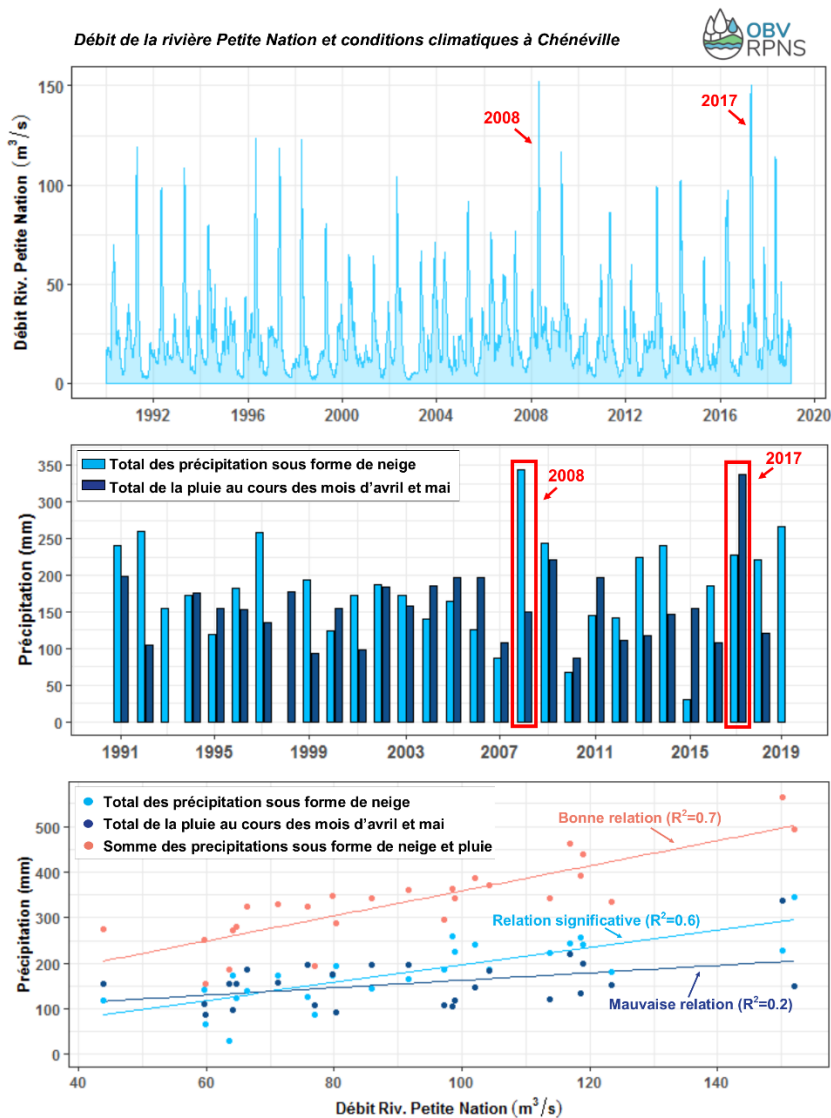 Débit de la rivière Petite Nation et conditions climatiques à Chénéville
OBV
RPNS
Débit Riv. Petite Nation (m³/s)
150
100
50
0
2008
2017
1992
1996
2000
2004
2008
2012
2016
2020
Précipitation (mm)
350
300
250
200
150
100
50
0
Total des précipitation sous forme de neige
Total de la pluie au cours des mois d'avril et mai
2008
2017
1991
1995
1999
2003
2007
2011
2015
2019
Précipitation (mm)
500
400
300
200
100
0
Total des précipitation sous forme de neige
Total de la pluie au cours des mois d'avril et mai
Somme des precipitations sous forme de neige et pluie
Bonne relation (R²=0.7)
Relation significative (R²=0.6)
Mauvaise relation (R²=0.2)
40
60
80
100
120
140
Débit Riv. Petite Nation (m³/s)